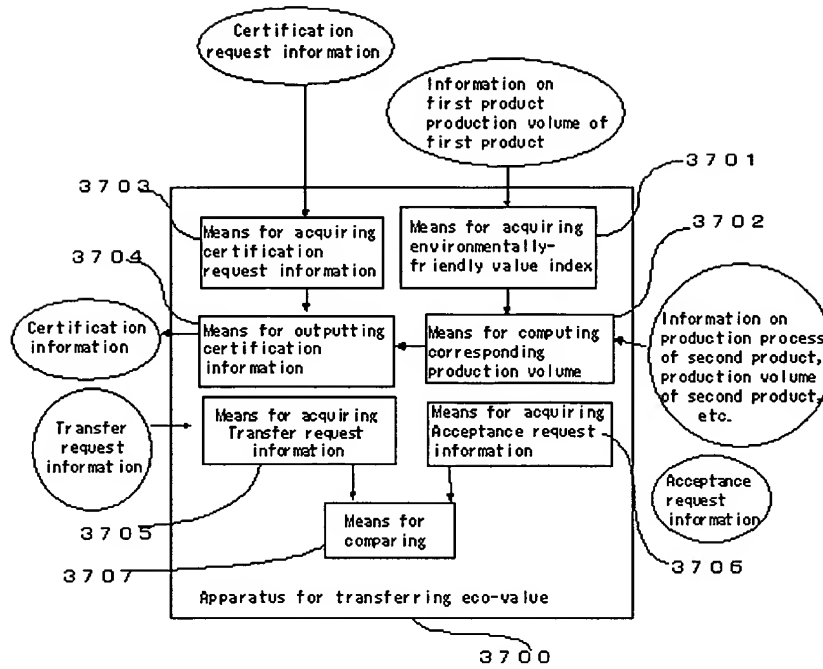 Certification
request information
Information on
first product
production volume of
first product
3701
3703
3702
Means for acquiring
certification
request information
Means for acquiring
environmentally-
friendly value index
3704
Certification
information
Means for outputting
certification
information
Means for computing
corresponding
production volume
Information on
production process
of second product,
production volume
of second product,
etc.
Transfer
request
information
Means for acquiring
Transfer request
information
Means for acquiring
Acceptance request
information
Acceptance
request
information
3705
Means for
comparing
3706
3707
Apparatus for transferring eco-value
3700